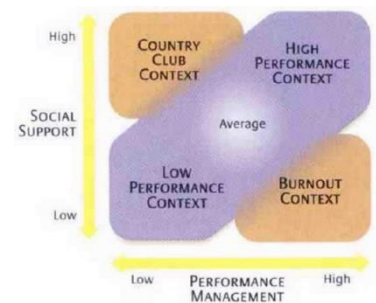 High
COUNTRY
CLUB
CONTEXT
HIGH
PERFORMANCE
CONTEXT
SOCIAL
SUPPORT
Average
LOW
PERFORMANCE
CONTEXT
BURNOUT
CONTEXT
Low
Low
PERFORMANCE
MANAGEMENT
High